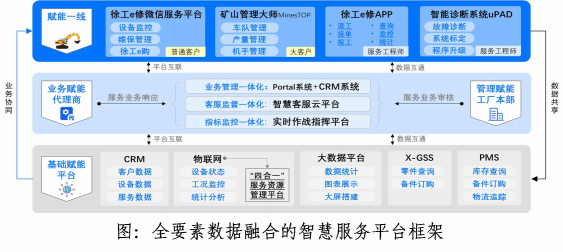 赋能一线
徐工e修微信服务平台
设备监控
维保管理
徐工e购
普通客户
矿山管理大师MinesTOP
车队管理
产量管理
机手管理
大客户
徐工e修APP
· 派工 · 查询
· 接单 · 监控
· 报工 · 统计
服务工程师
智能诊断系统uPAD
故障诊断
系统标定
程序升级
服务工程师
平台互联
数据互通
业务协同
数据共享
业务赋能
代理商
服务业务响应
业务管理一体化：Portal系统+CRM系统
客服监督一体化：智慧客服云平台
指标监控一体化：实时作战指挥平台
服务业务审核
管理赋能
工厂本部
平台互联
数据互通
基础赋能
平台
CRM
客户数据
设备数据
服务数据
物联网
设备状态
工况监控
统计分析
“四合一”
服务资源
管理平台
大数据平台
数据统计
图表展示
大屏搭建
X-GSS
零件查询
备件订购
PMS
库存查询
备件订购
物流追踪
图：全要素数据融合的智慧服务平台框架